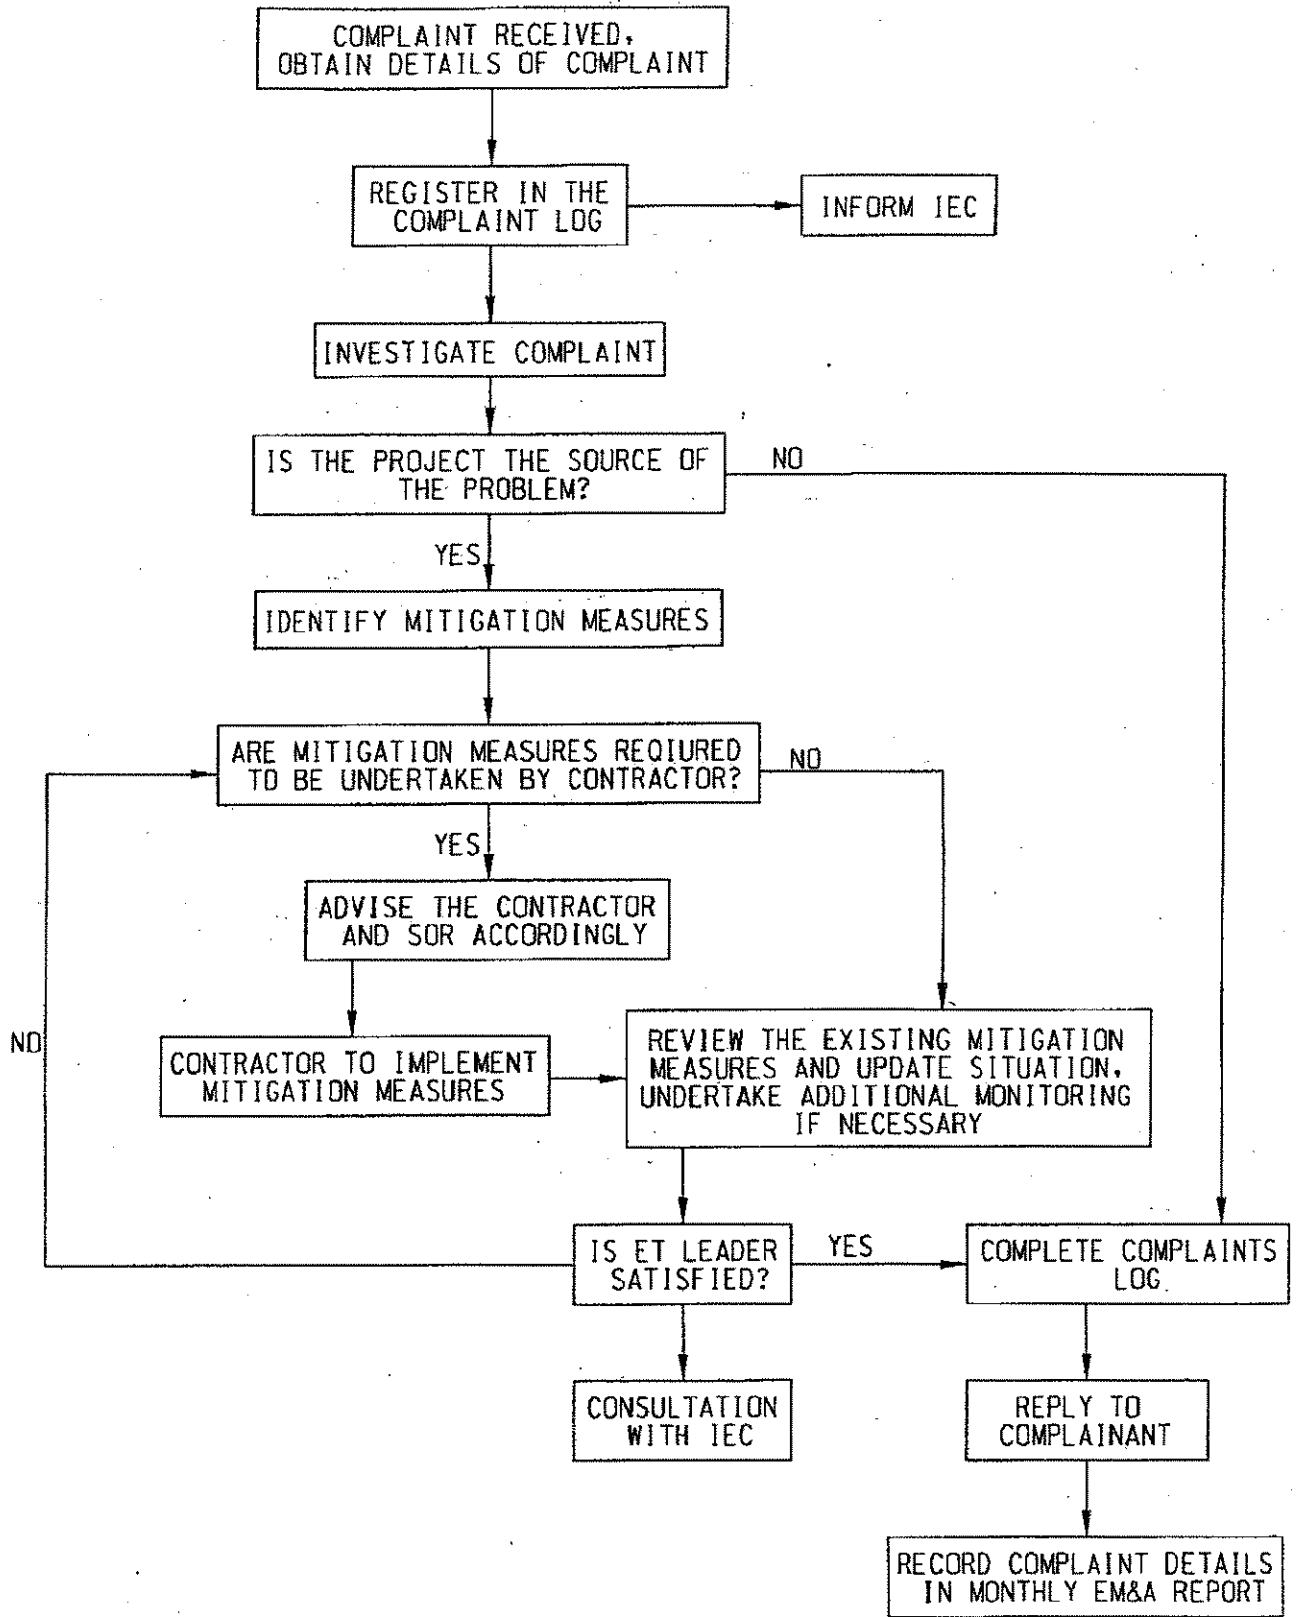 COMPLAINT RECEIVED,
OBTAIN DETAILS OF COMPLAINT
REGISTER IN THE
COMPLAINT LOG
INFORM IEC
INVESTIGATE COMPLAINT
IS THE PROJECT THE SOURCE OF
THE PROBLEM?
NO
YES
IDENTIFY MITIGATION MEASURES
ARE MITIGATION MEASURES REQIURED
TO BE UNDERTAKEN BY CONTRACTOR?
NO
YES
ADVISE THE CONTRACTOR
AND SOR ACCORDINGLY
NO
CONTRACTOR TO IMPLEMENT
MITIGATION MEASURES
REVIEW THE EXISTING MITIGATION
MEASURES AND UPDATE SITUATION.
UNDERTAKE ADDITIONAL MONITORING
IF NECESSARY
IS ET LEADER
SATISFIED?
YES
COMPLETE COMPLAINTS
LOG.
CONSULTATION
WITH IEC
REPLY TO
COMPLAINANT
RECORD COMPLAINT DETAILS
IN MONTHLY EM&A REPORT